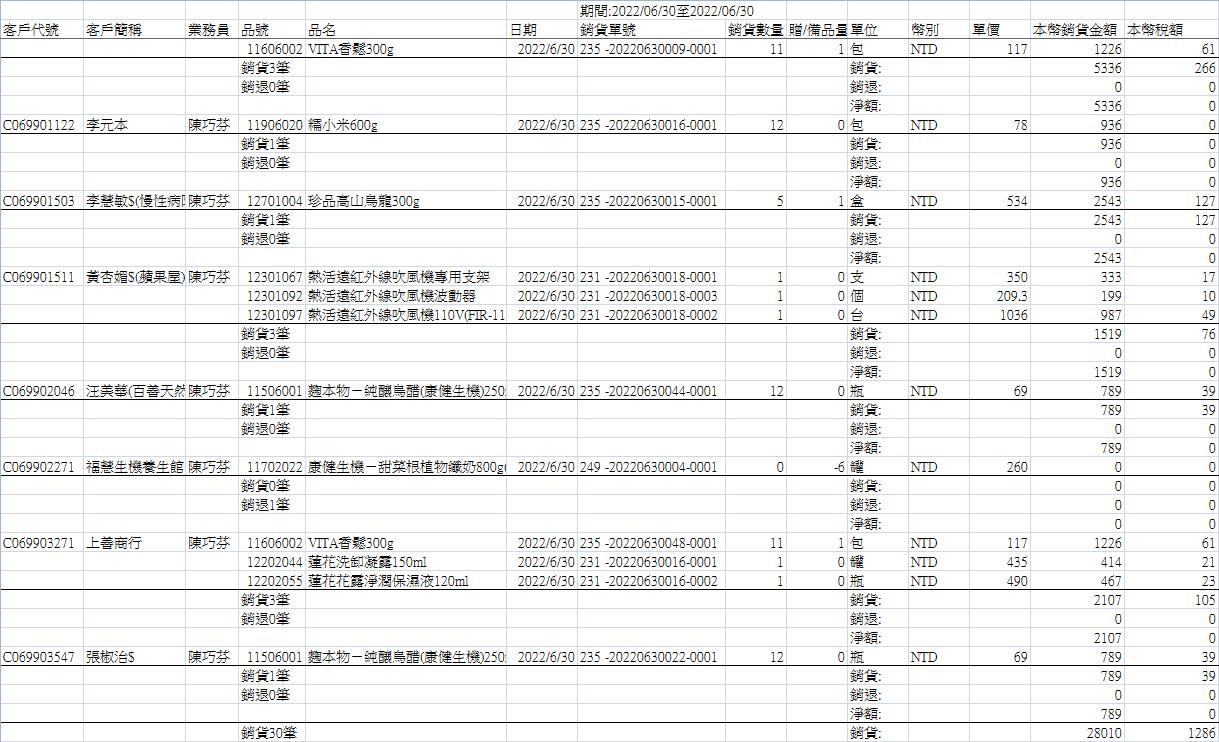 期間:2022/06/30至2022/06/30
客戶代號 客戶簡稱 業務員 品號 品名 日期 銷貨單號 銷貨數量 贈/備品量 單位 幣別 單價 本幣銷貨金額 本幣稅額
11606002 VITA香鬆300g 2022/6/30 235 -20220630009-0001 11 1 包 NTD 117 1226 61
銷貨3筆 銷貨: 5336 266
銷退0筆 銷退: 0 0
淨額: 5336 0
C069901122 李元本 陳巧芬 11906020 糯小米600g 2022/6/30 235 -20220630016-0001 12 0 包 NTD 78 936 0
銷貨1筆 銷貨: 936 0
銷退0筆 銷退: 0 0
淨額: 936 0
C069901503 李慧敏$(慢性病 陳巧芬 12701004 珍品高山烏龍300g 2022/6/30 235 -20220630015-0001 5 1 盒 NTD 534 2543 127
銷貨1筆 銷貨: 2543 127
銷退0筆 銷退: 0 0
淨額: 2543 0
C069901511 黃杏媚$(蘋果屋) 陳巧芬 12301067 熱活遠紅外線吹風機專用支架 2022/6/30 231 -20220630018-0001 1 0 支 NTD 350 333 17
12301092 熱活遠紅外線吹風機波動器 2022/6/30 231 -20220630018-0003 1 0 個 NTD 209.3 199 10
12301097 熱活遠紅外線吹風機110V(FIR-11 2022/6/30 231 -20220630018-0002 1 0 台 NTD 1036 987 49
銷貨3筆 銷貨: 1519 76
銷退0筆 銷退: 0 0
淨額: 1519 0
C069902046 汪美華(百善天然 陳巧芬 11506001 麴本物－純釀烏醋(康健生機)250 2022/6/30 235 -20220630044-0001 12 0 瓶 NTD 69 789 39
銷貨1筆 銷貨: 789 39
銷退0筆 銷退: 0 0
淨額: 789 0
C069902271 福慧生機養生館 陳巧芬 11702022 康健生機－甜菜根植物纖奶800g 2022/6/30 249 -20220630004-0001 0 -6 罐 NTD 260 0 0
銷貨0筆 銷貨: 0 0
銷退1筆 銷退: 0 0
淨額: 0 0
C069903271 上善商行 陳巧芬 11606002 VITA香鬆300g 2022/6/30 235 -20220630048-0001 11 1 包 NTD 117 1226 61
12202044 蓮花洗卸凝露150ml 2022/6/30 231 -20220630016-0001 1 0 罐 NTD 435 414 21
12202055 蓮花花露淨潤保濕液120ml 2022/6/30 231 -20220630016-0002 1 0 瓶 NTD 490 467 23
銷貨3筆 銷貨: 2107 105
銷退0筆 銷退: 0 0
淨額: 2107 0
C069903547 張椒治$ 陳巧芬 11506001 麴本物－純釀烏醋(康健生機)250 2022/6/30 235 -20220630022-0001 12 0 瓶 NTD 69 789 39
銷貨1筆 銷貨: 789 39
銷退0筆 銷退: 0 0
淨額: 789 0
銷貨30筆 銷貨: 28010 1286